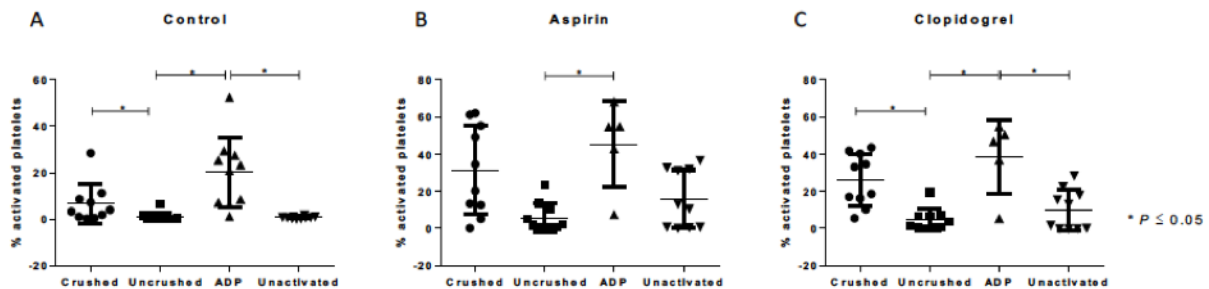 A Control
% activated platelets
60
40
20
0
-20
* * *
Crushed Uncrushed ADP Unactivated
B Aspirin
% activated platelets
80
60
40
20
0
-20
*
Crushed Uncrushed ADP Unactivated
C Clopidogrel
% activated platelets
80
60
40
20
0
-20
* * *
Crushed Uncrushed ADP Unactivated
* P ≤ 0.05